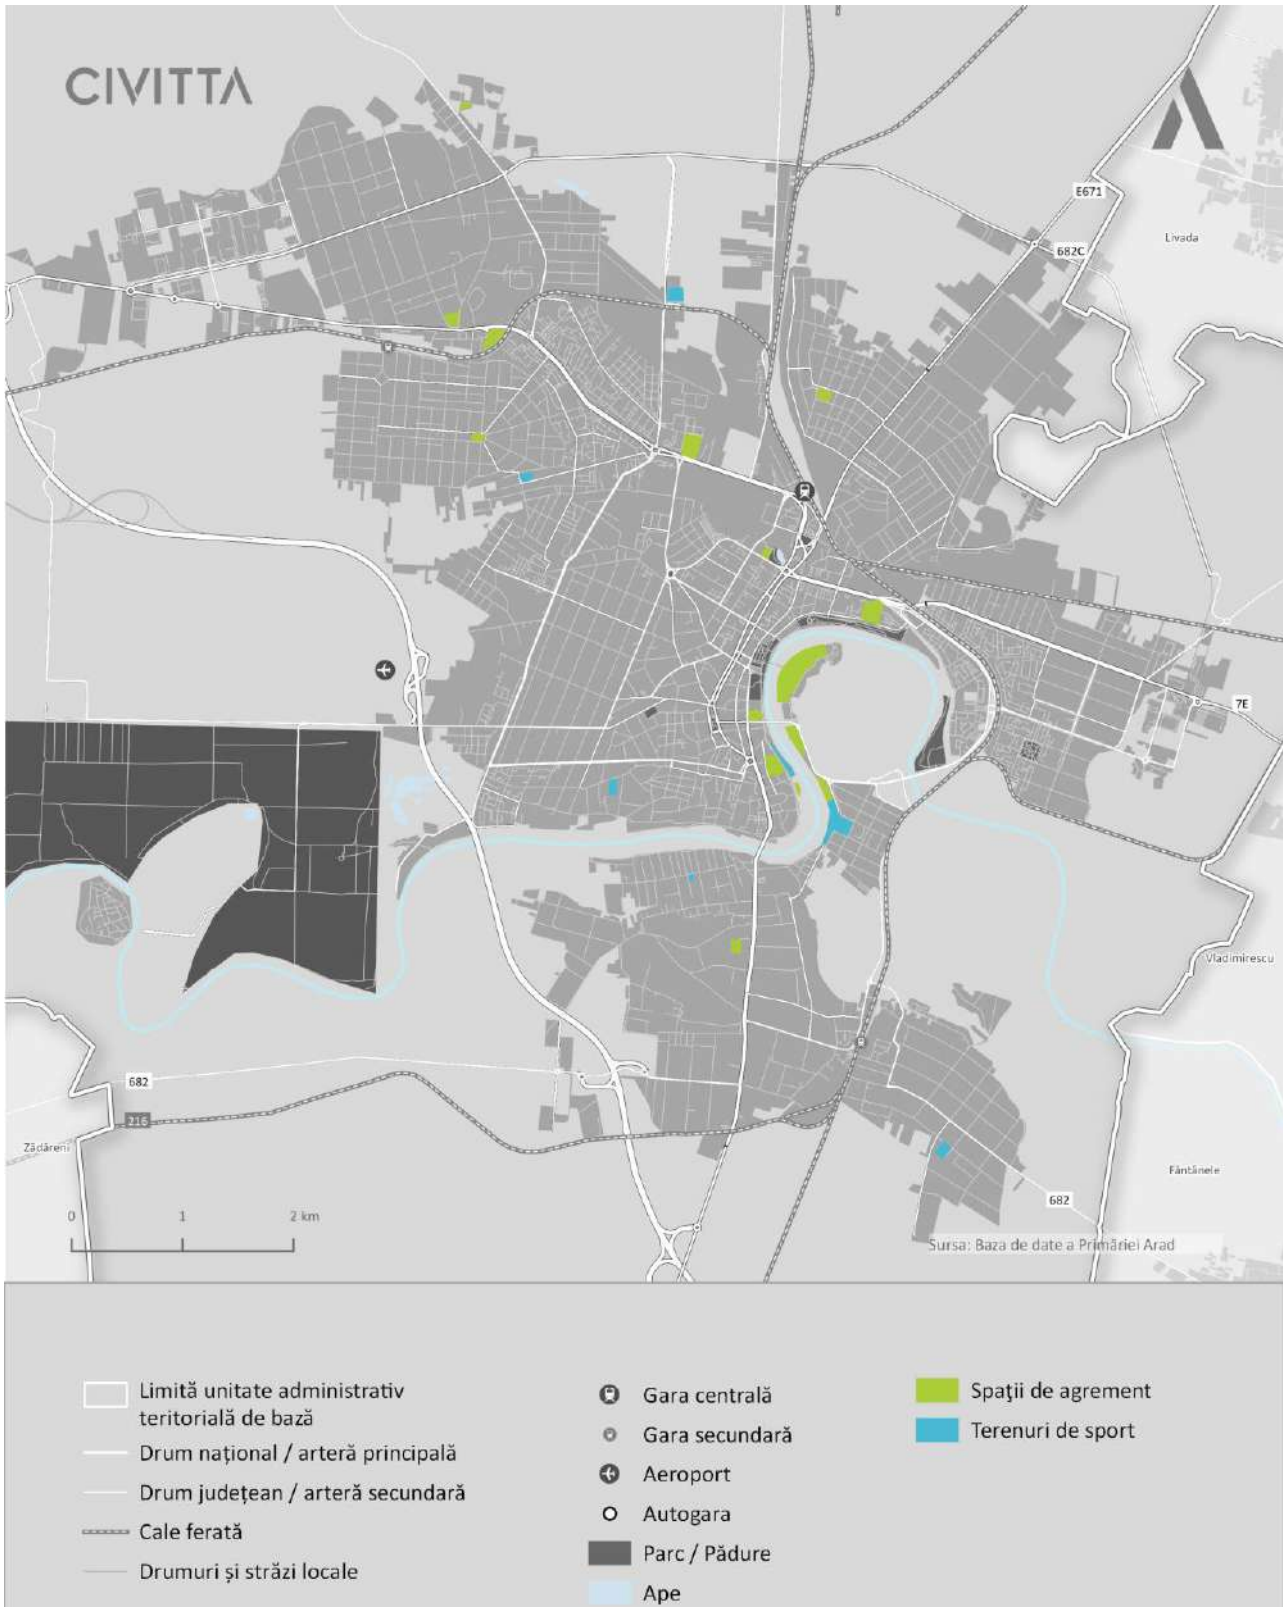 CIVITTA
E671
Livada
682C
7E
Vladimirescu
682
216
Zădăreni
Fântânele
682
0 1 2 km
Sursa: Baza de date a Primăriei Arad
Limită unitate administrativ
teritorială de bază
Drum național / arteră principală
Drum județean / arteră secundară
Cale ferată
Drumuri și străzi locale
Gara centrală
Gara secundară
Aeroport
Autogara
Parc / Pădure
Ape
Spaţii de agrement
Terenuri de sport